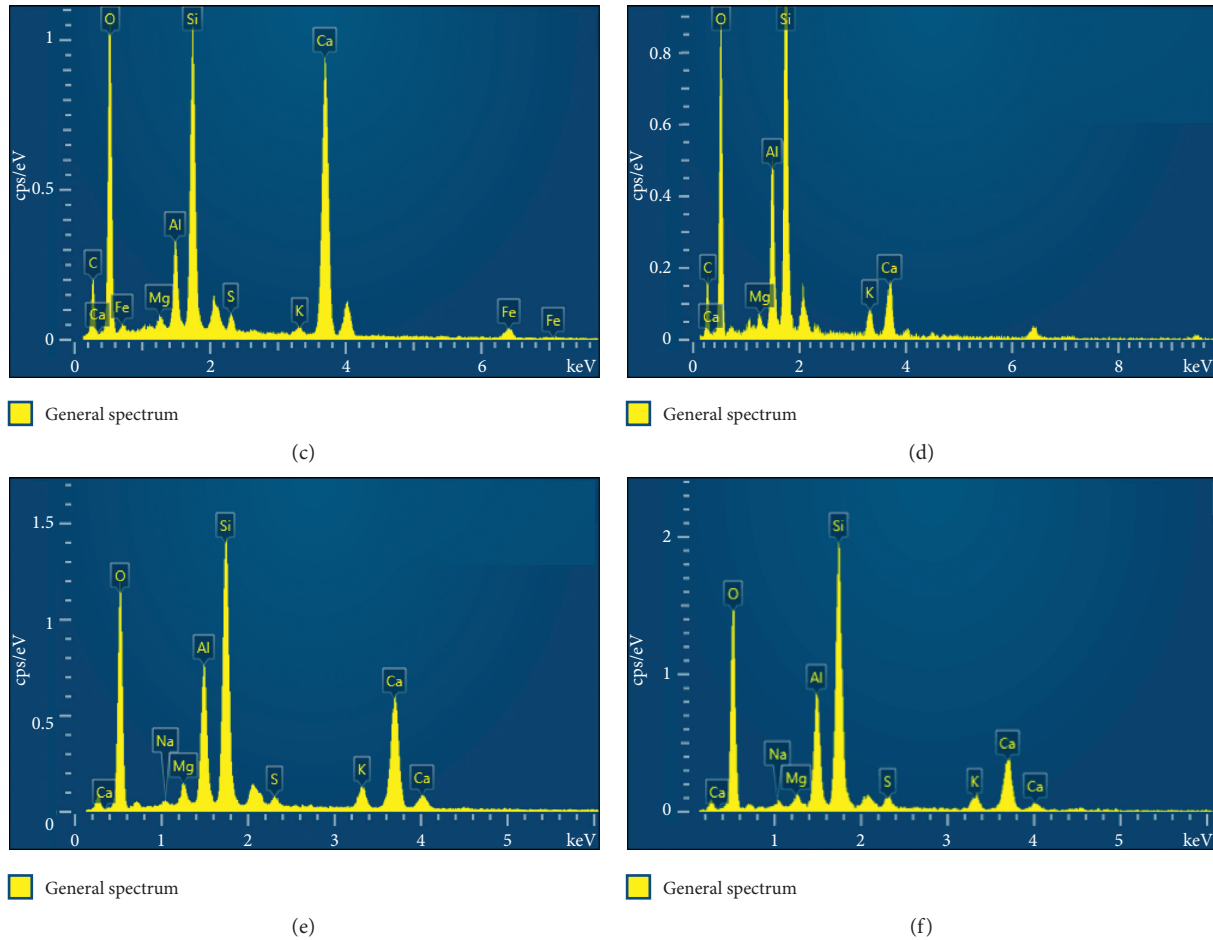 1
0.5
0
cps/eV
C
Ca
O
Fe
Mg
Al
Si
S
K
Ca
Fe
Fe
0 2 4 6 keV
General spectrum
(c)
0.8
0.6
0.4
0.2
0
cps/eV
C
Ca
O
Mg
Al
Si
K
Ca
0 2 4 6 8 keV
General spectrum
(d)
1.5
1
0.5
0
cps/eV
Ca
O
Na
Mg
Al
Si
S
K
Ca
Ca
0 1 2 3 4 5 keV
General spectrum
(e)
2
1
0
cps/eV
Ca
O
Na
Mg
Al
Si
S
K
Ca
Ca
1 2 3 4 5 6 keV
General spectrum
(f)